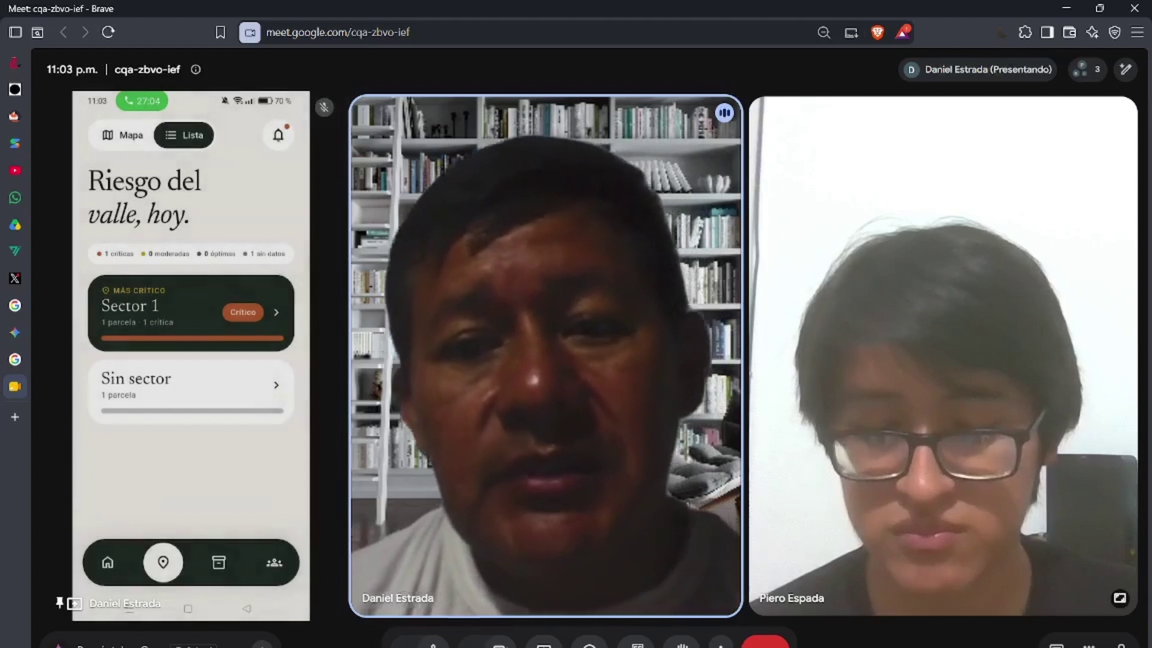 Meet: cqa-zbvo-ief - Brave
meet.google.com/cqa-zbvo-ief
11:03 p.m. | cqa-zbvo-ief
Daniel Estrada (Presentando)
3
11:03
27:04
70 %
Mapa
Lista
Riesgo del
valle, hoy.
1 críticas 0 moderadas 0 óptimas 1 sin datos
MÁS CRÍTICO
Sector 1
1 parcela · 1 crítica
Crítico
Sin sector
1 parcela
Daniel Estrada
Daniel Estrada
Piero Espada